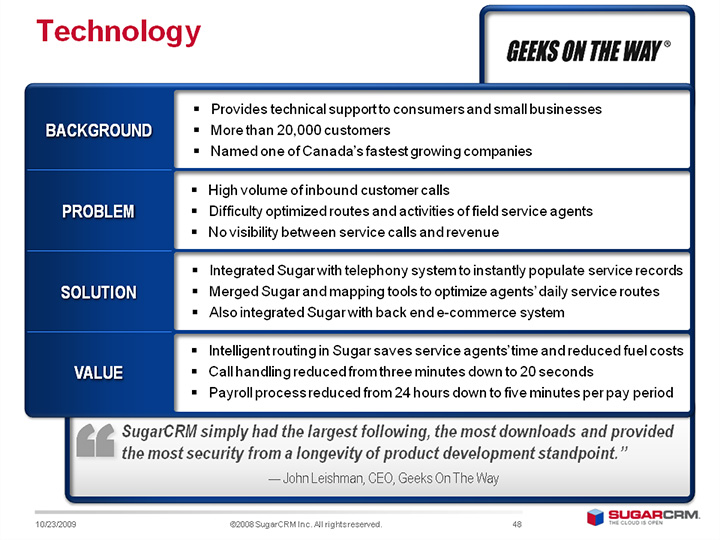 Technology
GEEKS ON THE WAY ®
BACKGROUND
▪ Provides technical support to consumers and small businesses
▪ More than 20,000 customers
▪ Named one of Canada's fastest growing companies
PROBLEM
▪ High volume of inbound customer calls
▪ Difficulty optimized routes and activities of field service agents
▪ No visibility between service calls and revenue
SOLUTION
▪ Integrated Sugar with telephony system to instantly populate service records
▪ Merged Sugar and mapping tools to optimize agents' daily service routes
▪ Also integrated Sugar with back end e-commerce system
VALUE
▪ Intelligent routing in Sugar saves service agents' time and reduced fuel costs
▪ Call handling reduced from three minutes down to 20 seconds
▪ Payroll process reduced from 24 hours down to five minutes per pay period
“ SugarCRM simply had the largest following, the most downloads and provided
the most security from a longevity of product development standpoint.”
— John Leishman, CEO, Geeks On The Way
10/23/2009 ©2008 SugarCRM Inc. All rights reserved. 48
SUGARCRM.
THE CLOUD IS OPEN